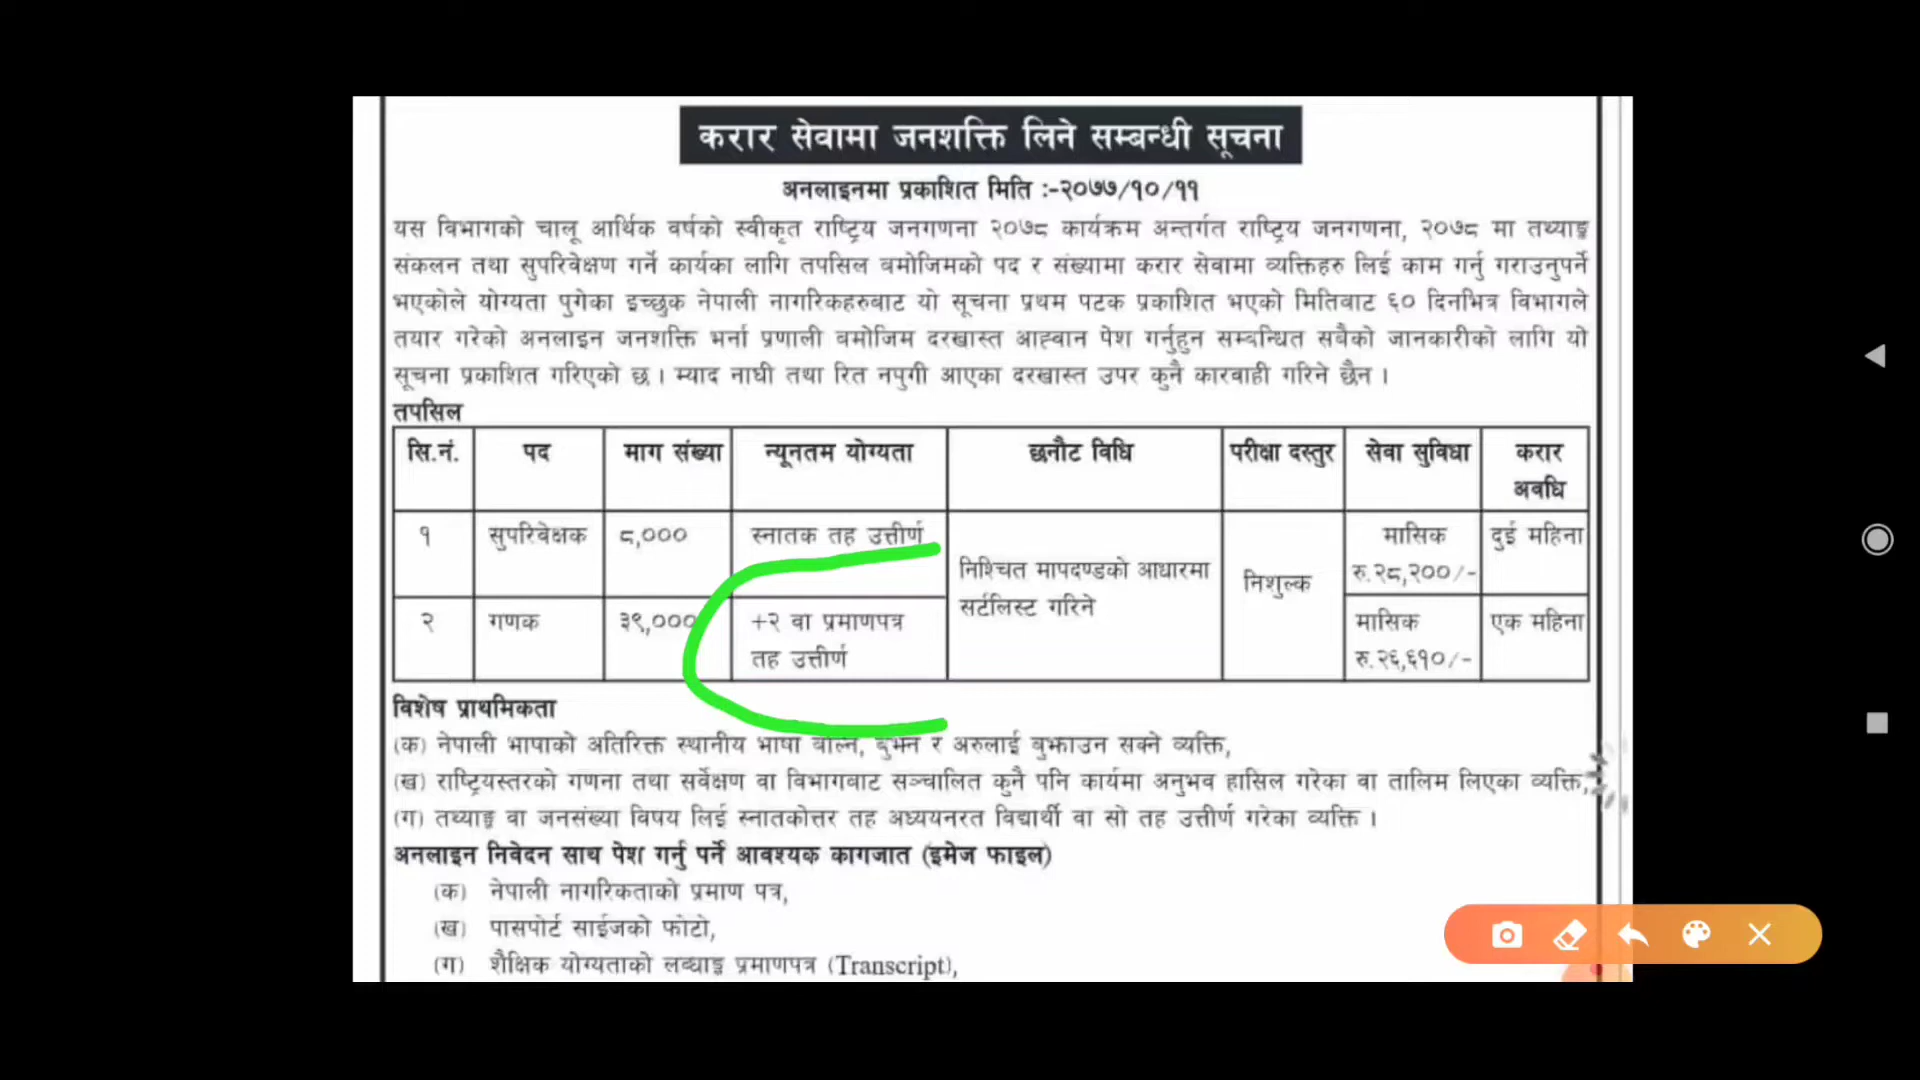 करार सेवामा जनशक्ति लिने सम्बन्धी सूचना
अनलाइनमा प्रकाशित मिति :-२०७७/१०/११
यस विभागको चालू आर्थिक वर्षको स्वीकृत राष्ट्रिय जनगणना २०७८ कार्यक्रम अन्तर्गत राष्ट्रिय जनगणना, २०७८ मा तथ्याङ्क
संकलन तथा सुपरिवेक्षण गर्ने कार्यका लागि तपसिल बमोजिमको पद र संख्यामा करार सेवामा व्यक्तिहरु लिई काम गर्नु गराउनुपर्ने
भएकोले योग्यता पुगेका इच्छुक नेपाली नागरिकहरुबाट यो सूचना प्रथम पटक प्रकाशित भएको मितिबाट ६० दिनभित्र विभागले
तयार गरेको अनलाइन जनशक्ति भर्ना प्रणाली बमोजिम दरखास्त आह्वान पेश गर्नुहुन सम्बन्धित सबैको जानकारीको लागि यो
सूचना प्रकाशित गरिएको छ । म्याद नाघी तथा रित नपुगी आएका दरखास्त उपर कुनै कारवाही गरिने छैन ।
तपसिल
सि.नं. पद माग संख्या न्यूनतम योग्यता छनौट विधि परीक्षा दस्तुर सेवा सुविधा करार
अवधि
१ सुपरिवेक्षक ८,००० स्नातक तह उत्तीर्ण निश्चित मापदण्डको आधारमा
सर्टलिस्ट गरिने निशुल्क मासिक
रु.२८,२००/- दुई महिना
२ गणक ३९,००० +२ वा प्रमाणपत्र
तह उत्तीर्ण मासिक
रु.२६,६१०/- एक महिना
विशेष प्राथमिकता
(क) नेपाली भाषाको अतिरिक्त स्थानीय भाषा बोल्न, बुझ्न र अरुलाई बुझाउन सक्ने व्यक्ति,
(ख) राष्ट्रियस्तरको गणना तथा सर्वेक्षण वा विभागबाट सञ्चालित कुनै पनि कार्यमा अनुभव हासिल गरेका वा तालिम लिएका व्यक्ति,
(ग) तथ्याङ्क वा जनसंख्या विषय लिई स्नातकोत्तर तह अध्ययनरत विद्यार्थी वा सो तह उत्तीर्ण गरेका व्यक्ति ।
अनलाइन निवेदन साथ पेश गर्नु पर्ने आवश्यक कागजात (इमेज फाइल)
(क) नेपाली नागरिकताको प्रमाण पत्र,
(ख) पासपोर्ट साईजको फोटो,
(ग) शैक्षिक योग्यताको लब्धाङ्क प्रमाणपत्र (Transcript),